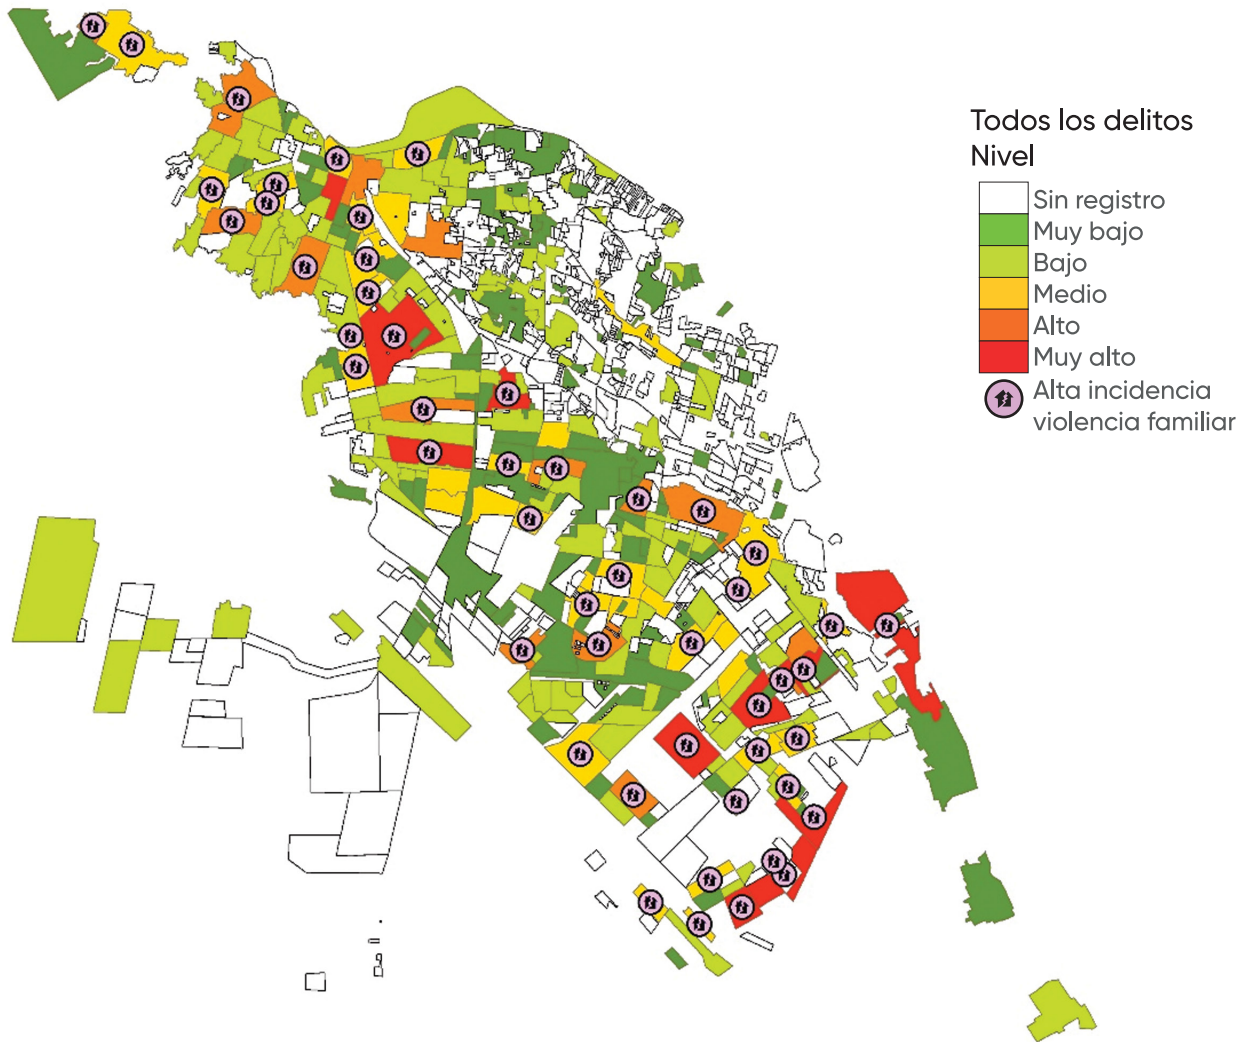 Todos los delitos
Nivel
Sin registro
Muy bajo
Bajo
Medio
Alto
Muy alto
Alta incidencia
violencia familiar